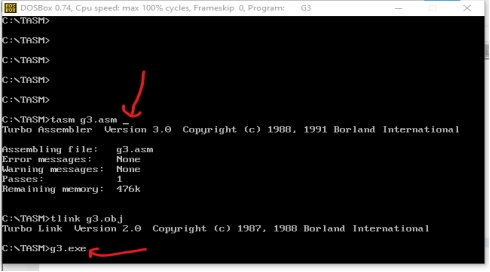 DOS BOX
DOSBox 0.74, Cpu speed: max 100% cycles, Frameskip 0, Program: G3
C:\TASM>
C:\TASM>
C:\TASM>
C:\TASM>
C:\TASM>
C:\TASM>tasm g3.asm _
Turbo Assembler Version 3.0 Copyright (c) 1988, 1991 Borland International
Assembling file: g3.asm
Error messages: None
Warning messages: None
Passes: 1
Remaining memory: 476k
C:\TASM>tlink g3.obj
Turbo Link Version 2.0 Copyright (c) 1987, 1988 Borland International
C:\TASM>g3.exe